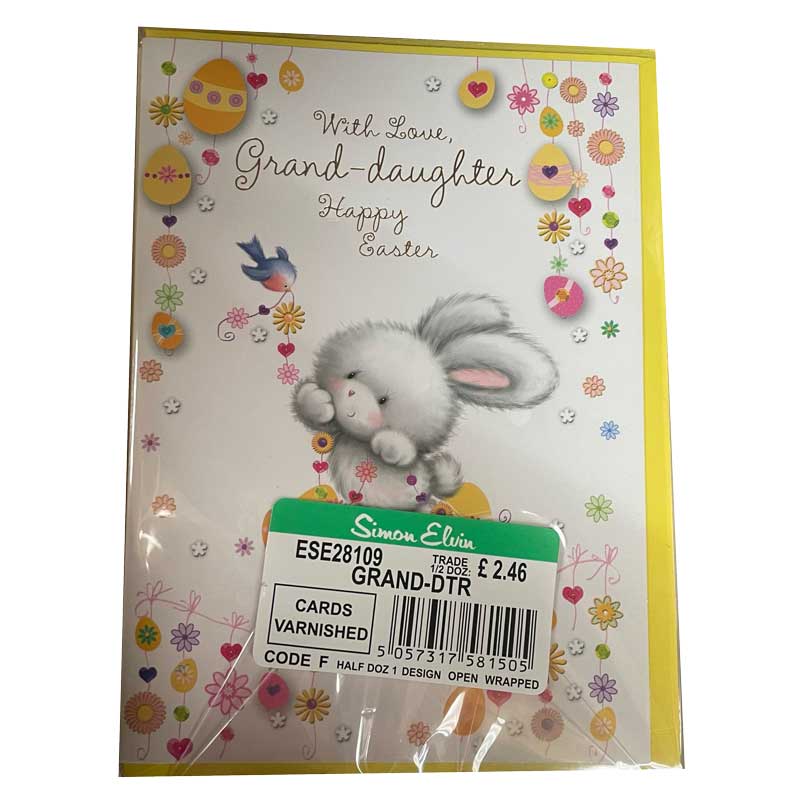 With Love,
Grand-daughter
Happy
Easter
Simon Elvin
ESE28109 TRADE 1/2 DOZ: £ 2.46
GRAND-DTR
CARDS
VARNISHED
5 057317 581505
CODE F HALF DOZ 1 DESIGN OPEN WRAPPED